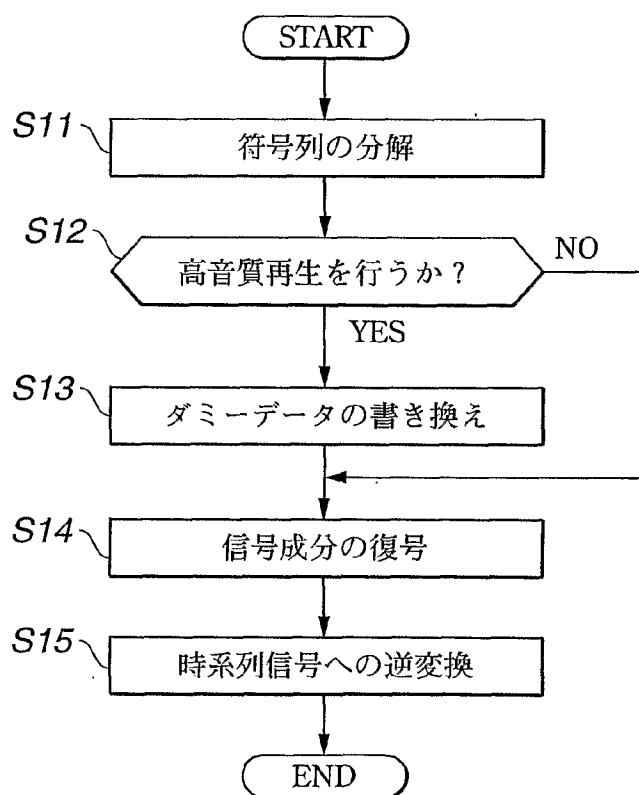 START
S11
符号列の分解
S12
高音質再生を行うか？
NO
YES
S13
ダミーデータの書き換え
S14
信号成分の復号
S15
時系列信号への逆変換
END